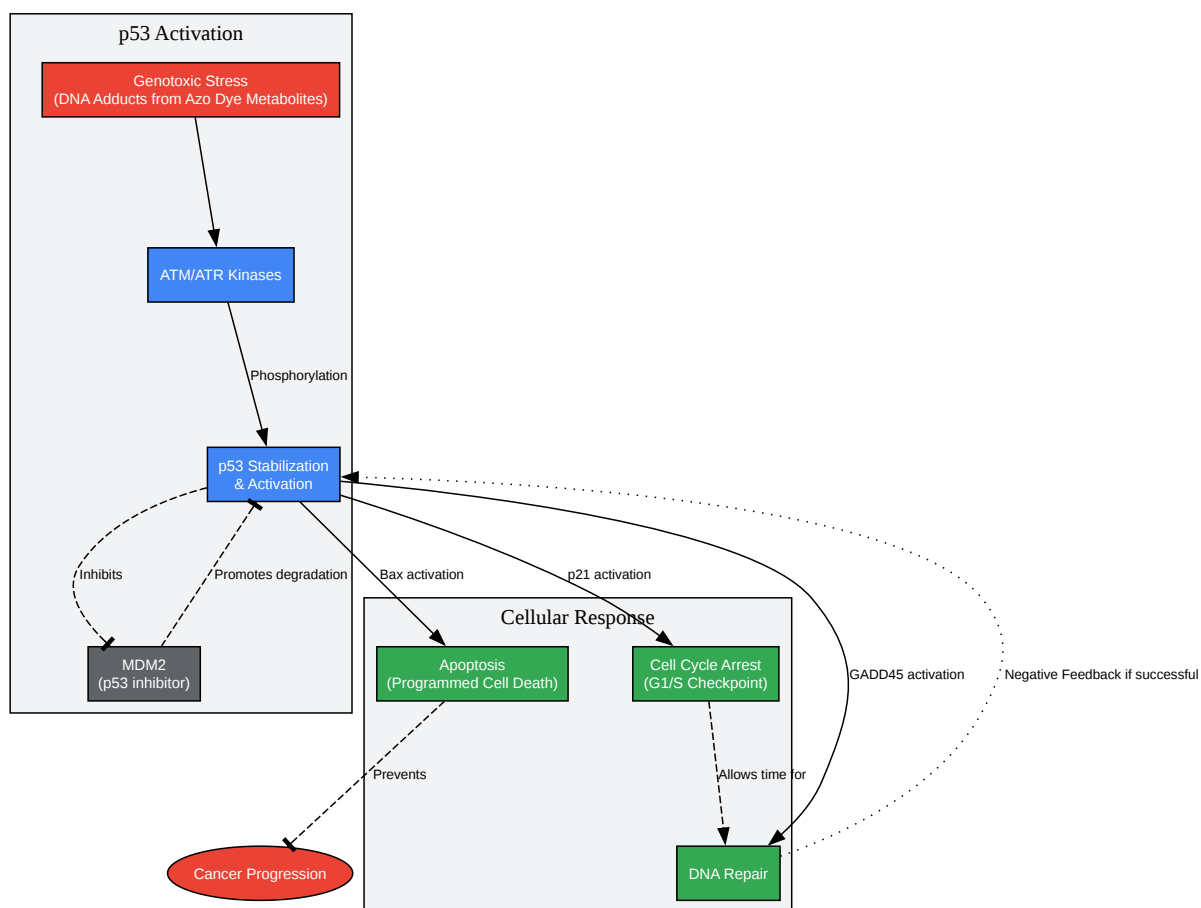 p53 Activation
Genotoxic Stress
(DNA Adducts from Azo Dye Metabolites)
ATM/ATR Kinases
Phosphorylation
p53 Stabilization
& Activation
Inhibits
Promotes degradation
Bax activation
p21 activation
Cellular Response
MDM2
(p53 inhibitor)
Apoptosis
(Programmed Cell Death)
Cell Cycle Arrest
(G1/S Checkpoint)
GADD45 activation
Negative Feedback if successful
Prevents
Allows time for
Cancer Progression
DNA Repair